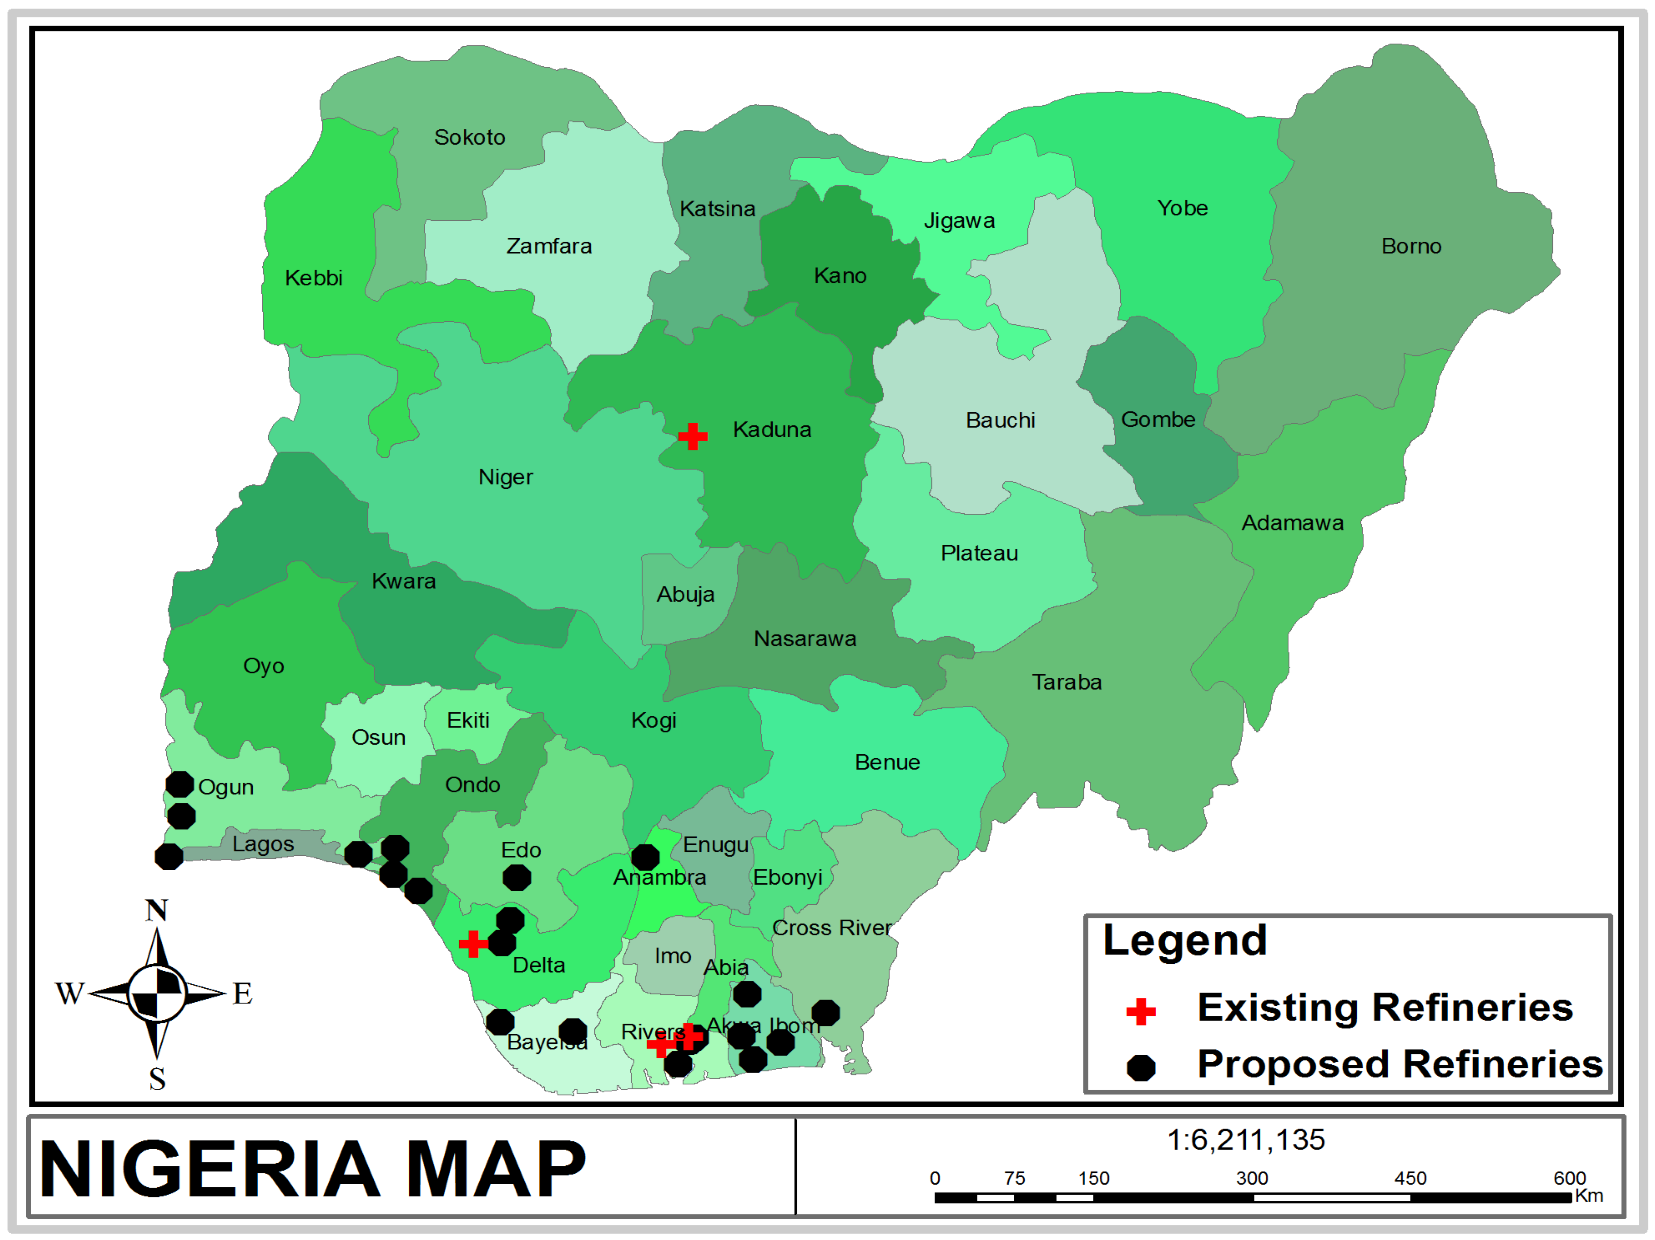 Sokoto
Katsina
Yobe
Jigawa
Zamfara
Borno
Kano
Kebbi
Kaduna
Bauchi
Gombe
Niger
Adamawa
Plateau
Kwara
Abuja
Nasarawa
Oyo
Taraba
Ekiti
Kogi
Osun
Benue
Ogun
Ondo
Lagos
Edo
Enugu
Anambra
Ebonyi
Cross River
Imo
Abia
Delta
Rivers
Akwa Ibom
Bayelsa
N
W
E
S
Legend
Existing Refineries
Proposed Refineries
NIGERIA MAP
1:6,211,135
0 75 150 300 450 600
Km